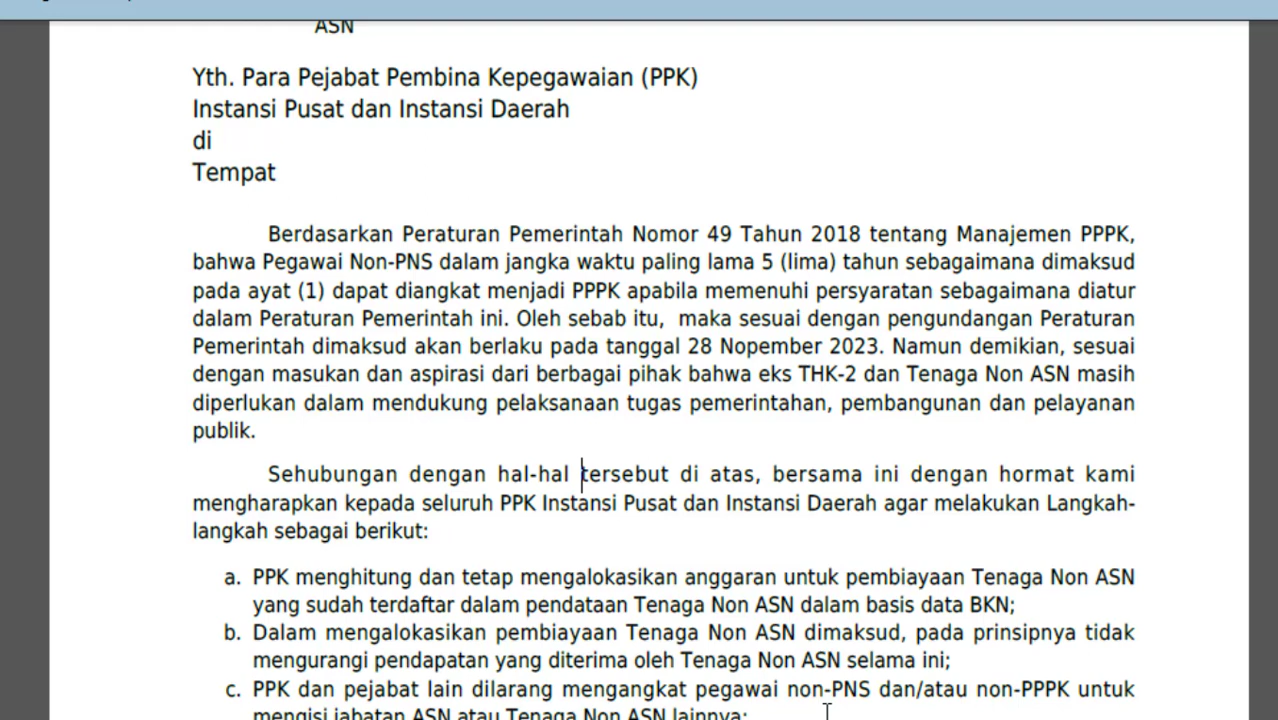 ASN
Yth. Para Pejabat Pembina Kepegawaian (PPK)
Instansi Pusat dan Instansi Daerah
di
Tempat
Berdasarkan Peraturan Pemerintah Nomor 49 Tahun 2018 tentang Manajemen PPPK,
bahwa Pegawai Non-PNS dalam jangka waktu paling lama 5 (lima) tahun sebagaimana dimaksud
pada ayat (1) dapat diangkat menjadi PPPK apabila memenuhi persyaratan sebagaimana diatur
dalam Peraturan Pemerintah ini. Oleh sebab itu, maka sesuai dengan pengundangan Peraturan
Pemerintah dimaksud akan berlaku pada tanggal 28 Nopember 2023. Namun demikian, sesuai
dengan masukan dan aspirasi dari berbagai pihak bahwa eks THK-2 dan Tenaga Non ASN masih
diperlukan dalam mendukung pelaksanaan tugas pemerintahan, pembangunan dan pelayanan
publik.
Sehubungan dengan hal-hal tersebut di atas, bersama ini dengan hormat kami
mengharapkan kepada seluruh PPK Instansi Pusat dan Instansi Daerah agar melakukan Langkah-
langkah sebagai berikut:
a. PPK menghitung dan tetap mengalokasikan anggaran untuk pembiayaan Tenaga Non ASN
yang sudah terdaftar dalam pendataan Tenaga Non ASN dalam basis data BKN;
b. Dalam mengalokasikan pembiayaan Tenaga Non ASN dimaksud, pada prinsipnya tidak
mengurangi pendapatan yang diterima oleh Tenaga Non ASN selama ini;
c. PPK dan pejabat lain dilarang mengangkat pegawai non-PNS dan/atau non-PPPK untuk
mengisi jabatan ASN atau Tenaga Non ASN lainnya;